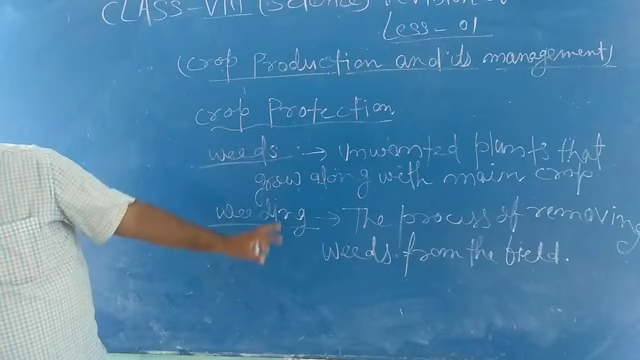 CLASS-VIII (Science) revision
Less-01
(crop Production and its management)
crop Protection
weeds → unwanted plants that
grow along with main crop
weeding → The process of removing
weeds from the field.